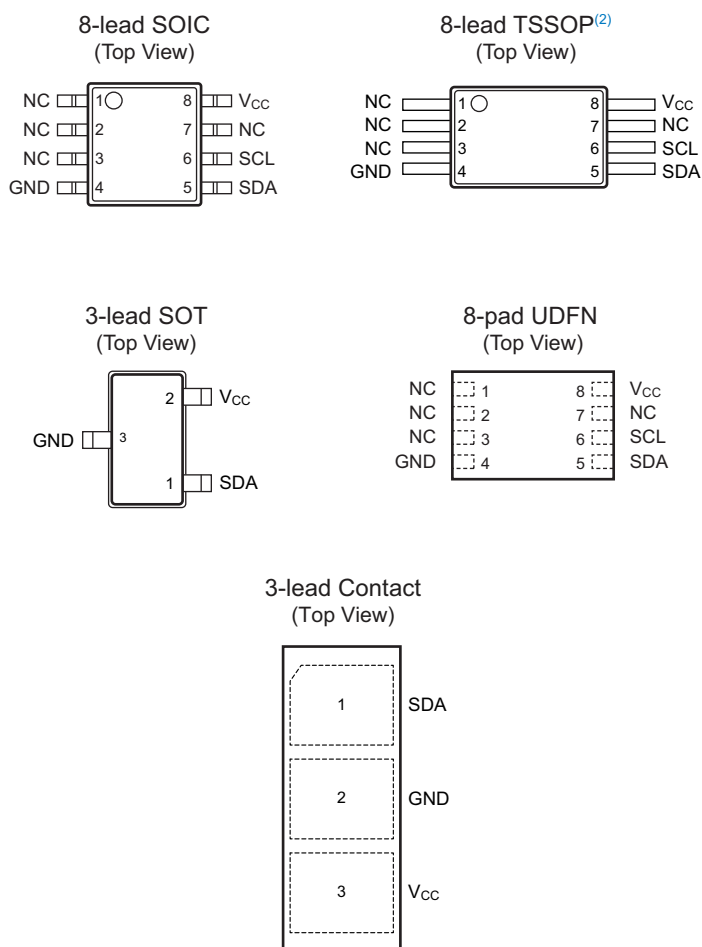 8-lead SOIC
(Top View)
NC 1 8 VCC
NC 2 7 NC
NC 3 6 SCL
GND 4 5 SDA
8-lead TSSOP(2)
(Top View)
NC 1 8 VCC
NC 2 7 NC
NC 3 6 SCL
GND 4 5 SDA
3-lead SOT
(Top View)
2 VCC
GND 3
1 SDA
8-pad UDFN
(Top View)
NC 1 8 VCC
NC 2 7 NC
NC 3 6 SCL
GND 4 5 SDA
3-lead Contact
(Top View)
1 SDA
2 GND
3 VCC